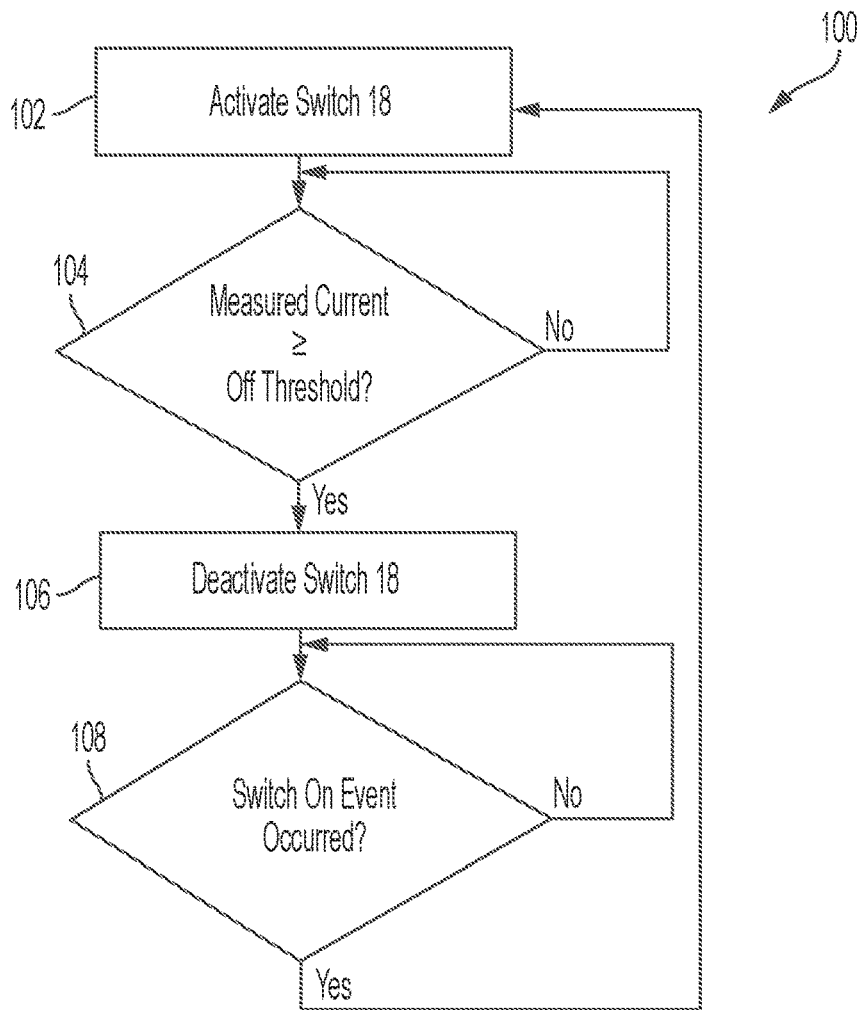 100
102
Activate Switch 18
104
Measured Current
≥
Off Threshold?
No
Yes
106
Deactivate Switch 18
108
Switch On Event
Occurred?
No
Yes